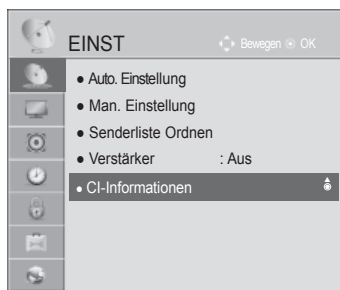 EINST
Bewegen OK
● Auto. Einstellung
● Man. Einstellung
● Senderliste Ordnen
● Verstärker : Aus
● CI-Informationen